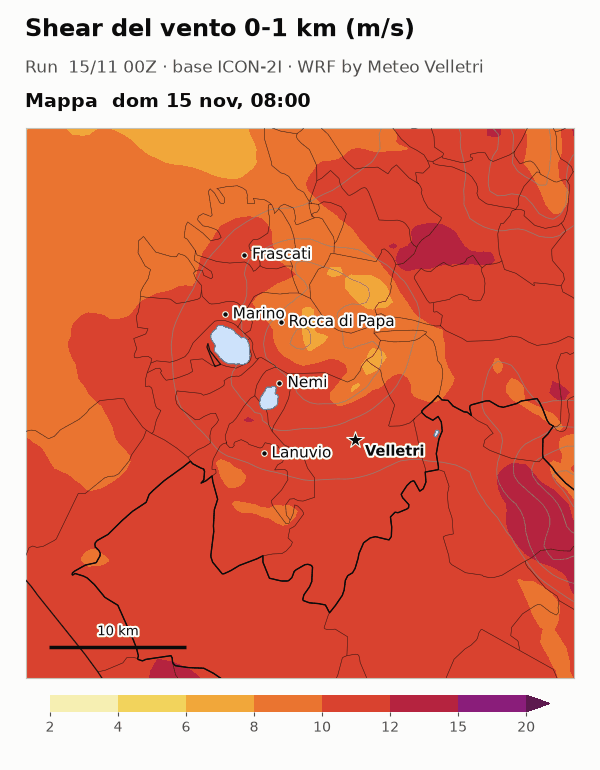 Shear del vento 0-1 km (m/s)
Run  15/11 00Z · base ICON-2I · WRF by Meteo Velletri
Mappa  dom 15 nov, 08:00
Frascati
Marino
Rocca di Papa
Nemi
Velletri
Lanuvio
10 km
2 4 6 8 10 12 15 20